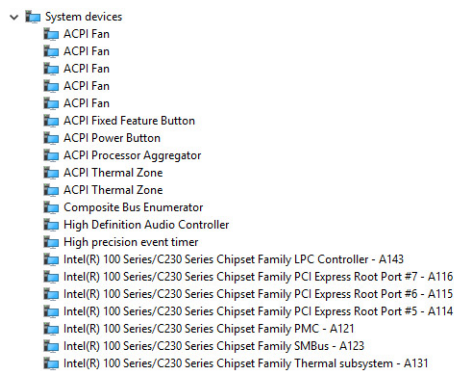 System devices
ACPI Fan
ACPI Fan
ACPI Fan
ACPI Fan
ACPI Fan
ACPI Fixed Feature Button
ACPI Power Button
ACPI Processor Aggregator
ACPI Thermal Zone
ACPI Thermal Zone
Composite Bus Enumerator
High Definition Audio Controller
High precision event timer
Intel(R) 100 Series/C230 Series Chipset Family LPC Controller - A143
Intel(R) 100 Series/C230 Series Chipset Family PCI Express Root Port #7 - A116
Intel(R) 100 Series/C230 Series Chipset Family PCI Express Root Port #6 - A115
Intel(R) 100 Series/C230 Series Chipset Family PCI Express Root Port #5 - A114
Intel(R) 100 Series/C230 Series Chipset Family PMC - A121
Intel(R) 100 Series/C230 Series Chipset Family SMBus - A123
Intel(R) 100 Series/C230 Series Chipset Family Thermal subsystem - A131